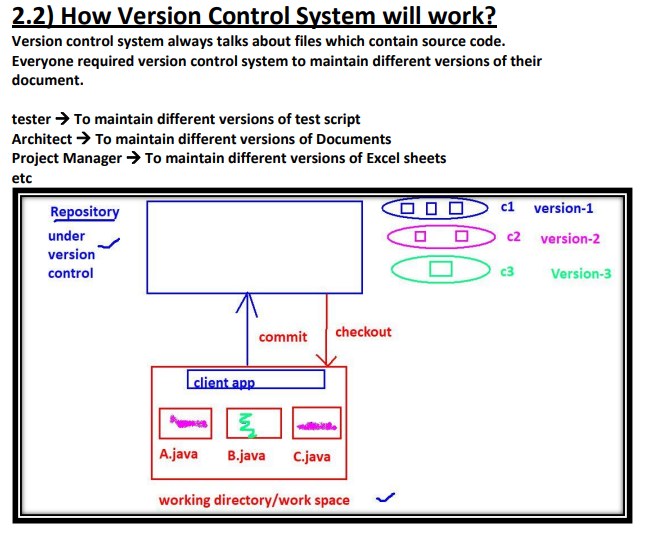 2.2) How Version Control System will work?
Version control system always talks about files which contain source code.
Everyone required version control system to maintain different versions of their
document.
tester → To maintain different versions of test script
Architect → To maintain different versions of Documents
Project Manager → To maintain different versions of Excel sheets
etc
Repository
under
version
control
c1 version-1
c2 version-2
c3 Version-3
commit
checkout
client app
A.java B.java C.java
working directory/work space